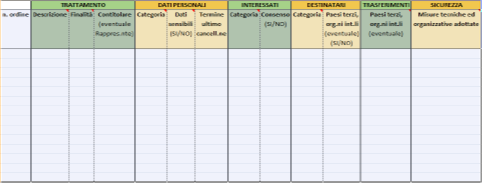 TRATTAMENTO DATI PERSONALI INTERESSATI DESTINATARI TRASFERIMENTI SICUREZZA
n. ordine Descrizione Finalità Contitolare Categoria Dati Termine Categoria Consenso Categoria Paesi terzi, Paesi terzi, Misure tecniche ed
(eventuale sensibili ultimo (SI/NO) org.ni int.li org.ni int.li organizzative adottate
Rappres.nte) (SI/NO) cancell.ne (eventuale) (eventuale)
(SI/NO)